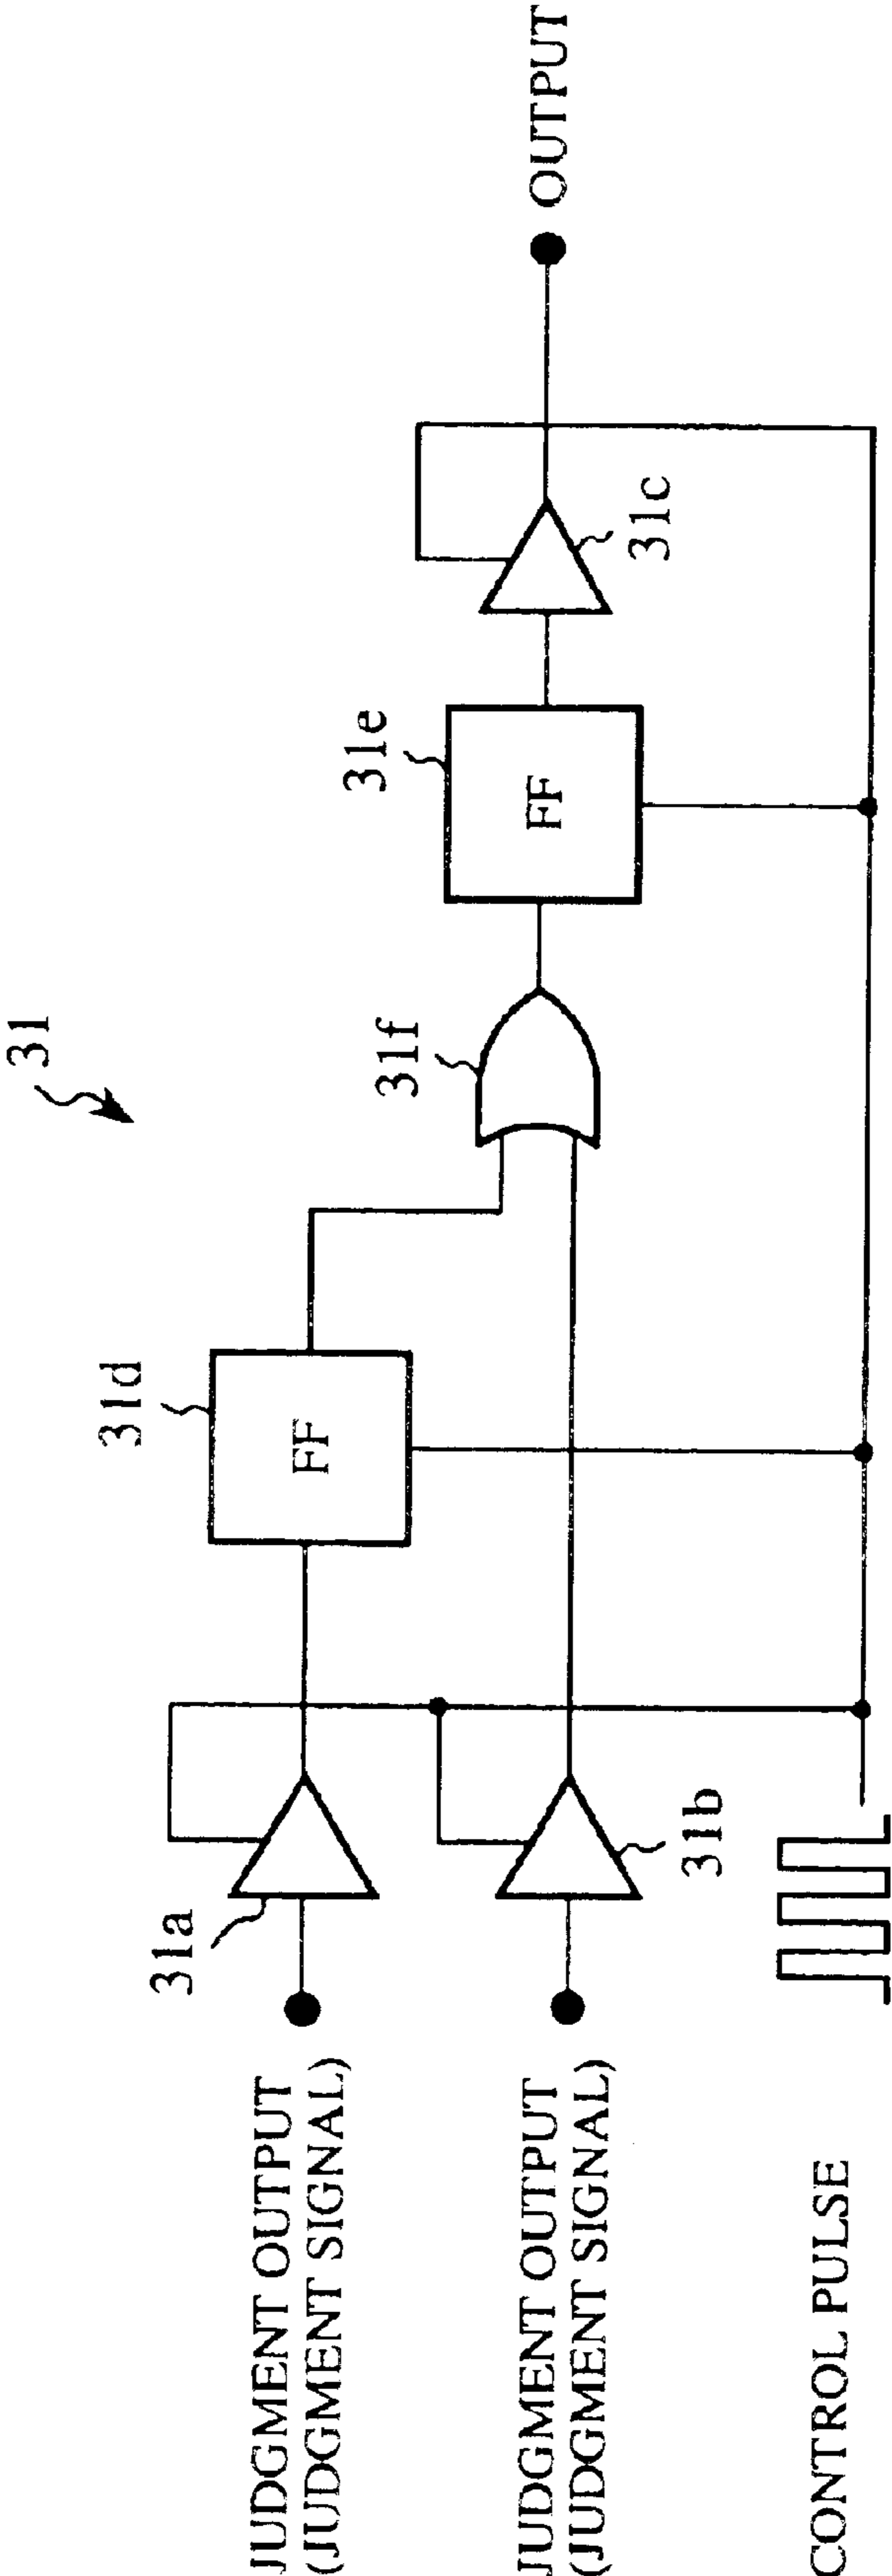 31
31a
31d
31f
31e
31c
31b
FF
FF
JUDGMENT OUTPUT
(JUDGMENT SIGNAL)
JUDGMENT OUTPUT
(JUDGMENT SIGNAL)
CONTROL PULSE
OUTPUT